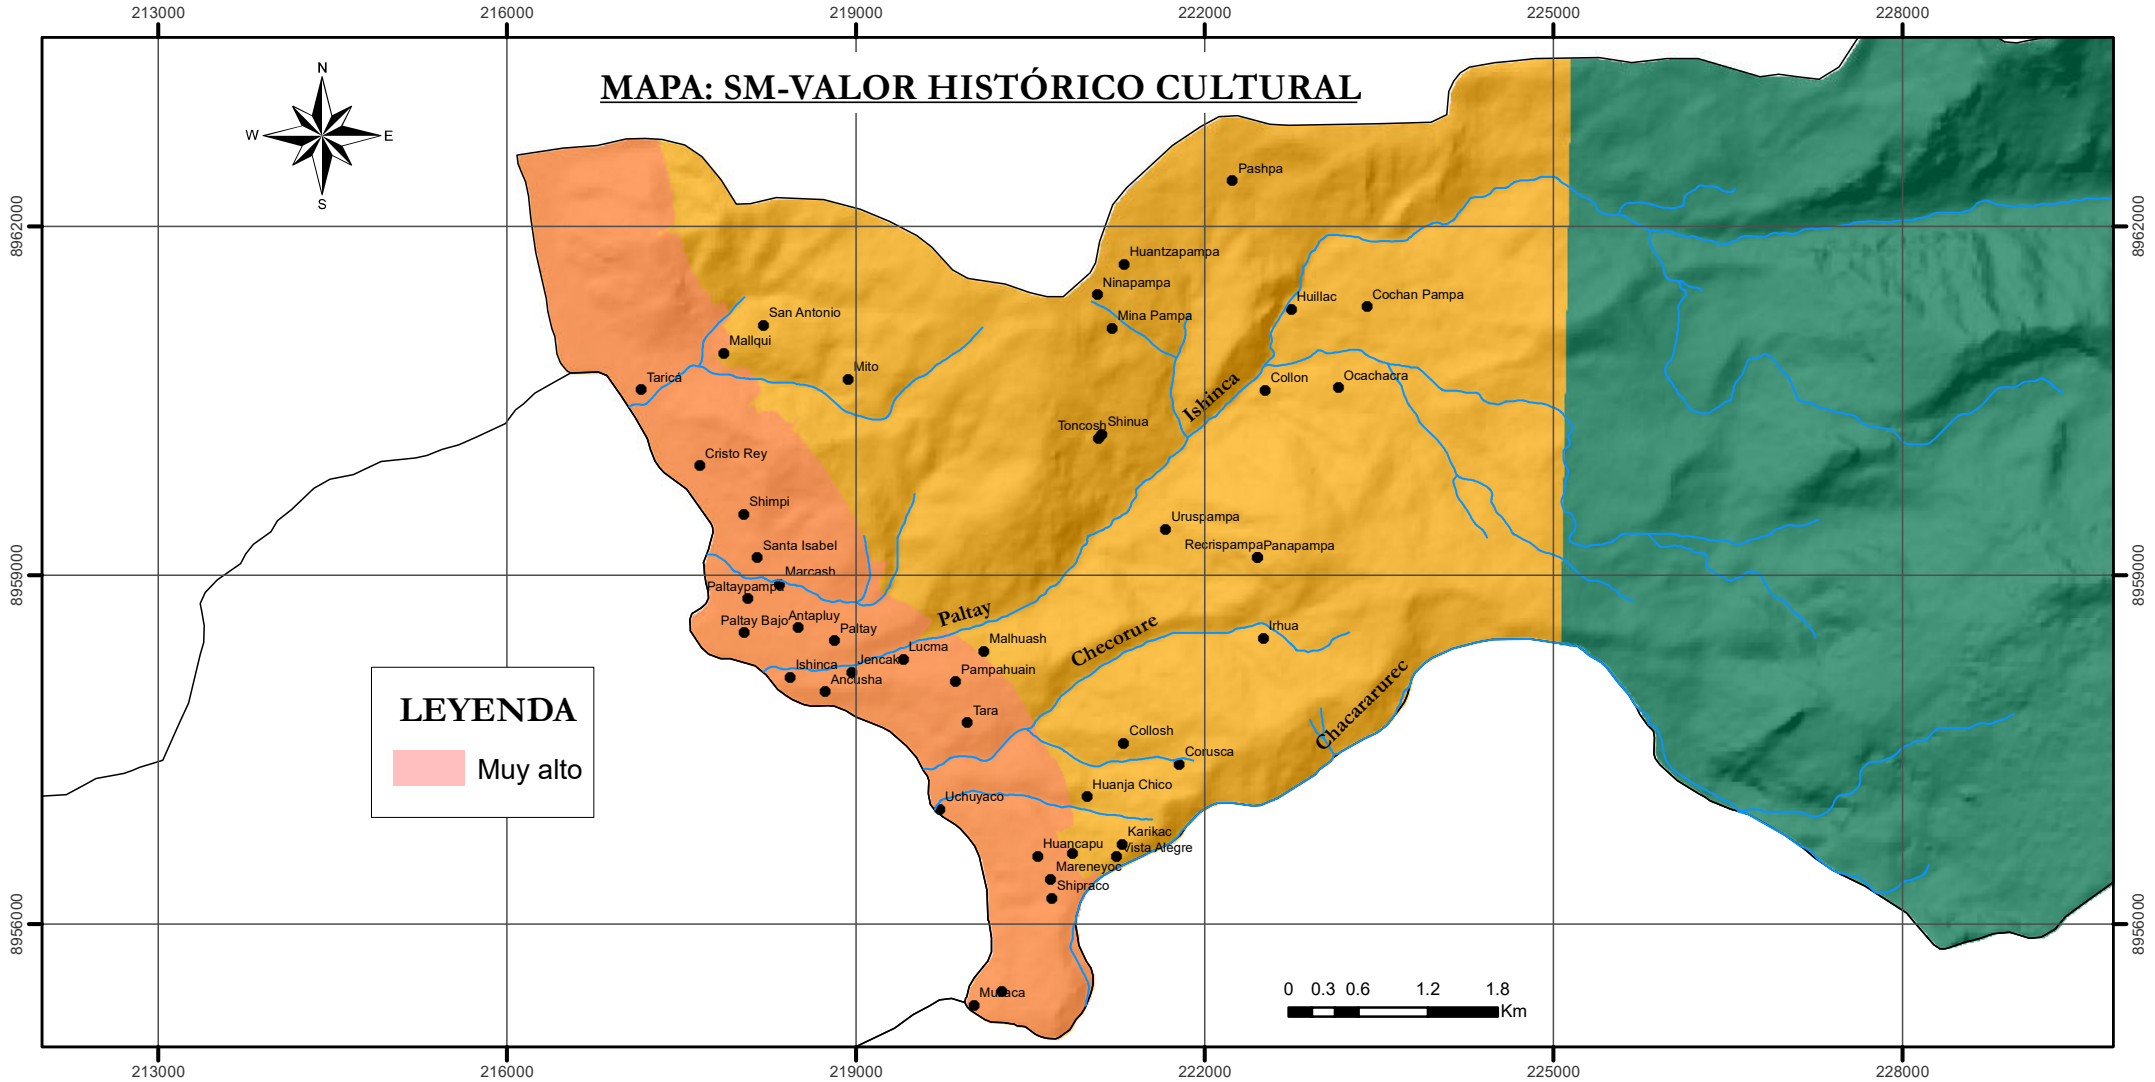 213000 216000 219000 222000 225000 228000
MAPA: SM-VALOR HISTÓRICO CULTURAL
N
W E
S
8962000 8962000
8959000 8959000
8956000 8956000
Pashpa
Huantzapampa
Ninapampa
Mina Pampa
Huillac
Cochan Pampa
San Antonio
Mallqui
Mito
Taricá
Collon
Ocachacra
Ishinca
Toncosh
Shinua
Cristo Rey
Shimpi
Uruspampa
Recrispampa
Panapampa
Santa Isabel
Marcash
Paltaypampa
Antapluy
Paltay Bajo
Paltay
Paltay
Checorure
Irhua
Malhuash
Lucma
Jencak
Ishinca
Ancusha
Pampahuain
Tara
Chacararurec
Collosh
Corusca
Huanja Chico
Uchuyaco
Karikac
Vista Alegre
Huancapu
Mareneyoc
Shipraco
LEYENDA
Muy alto
0 0.3 0.6 1.2 1.8
Km
213000 216000 219000 222000 225000 228000